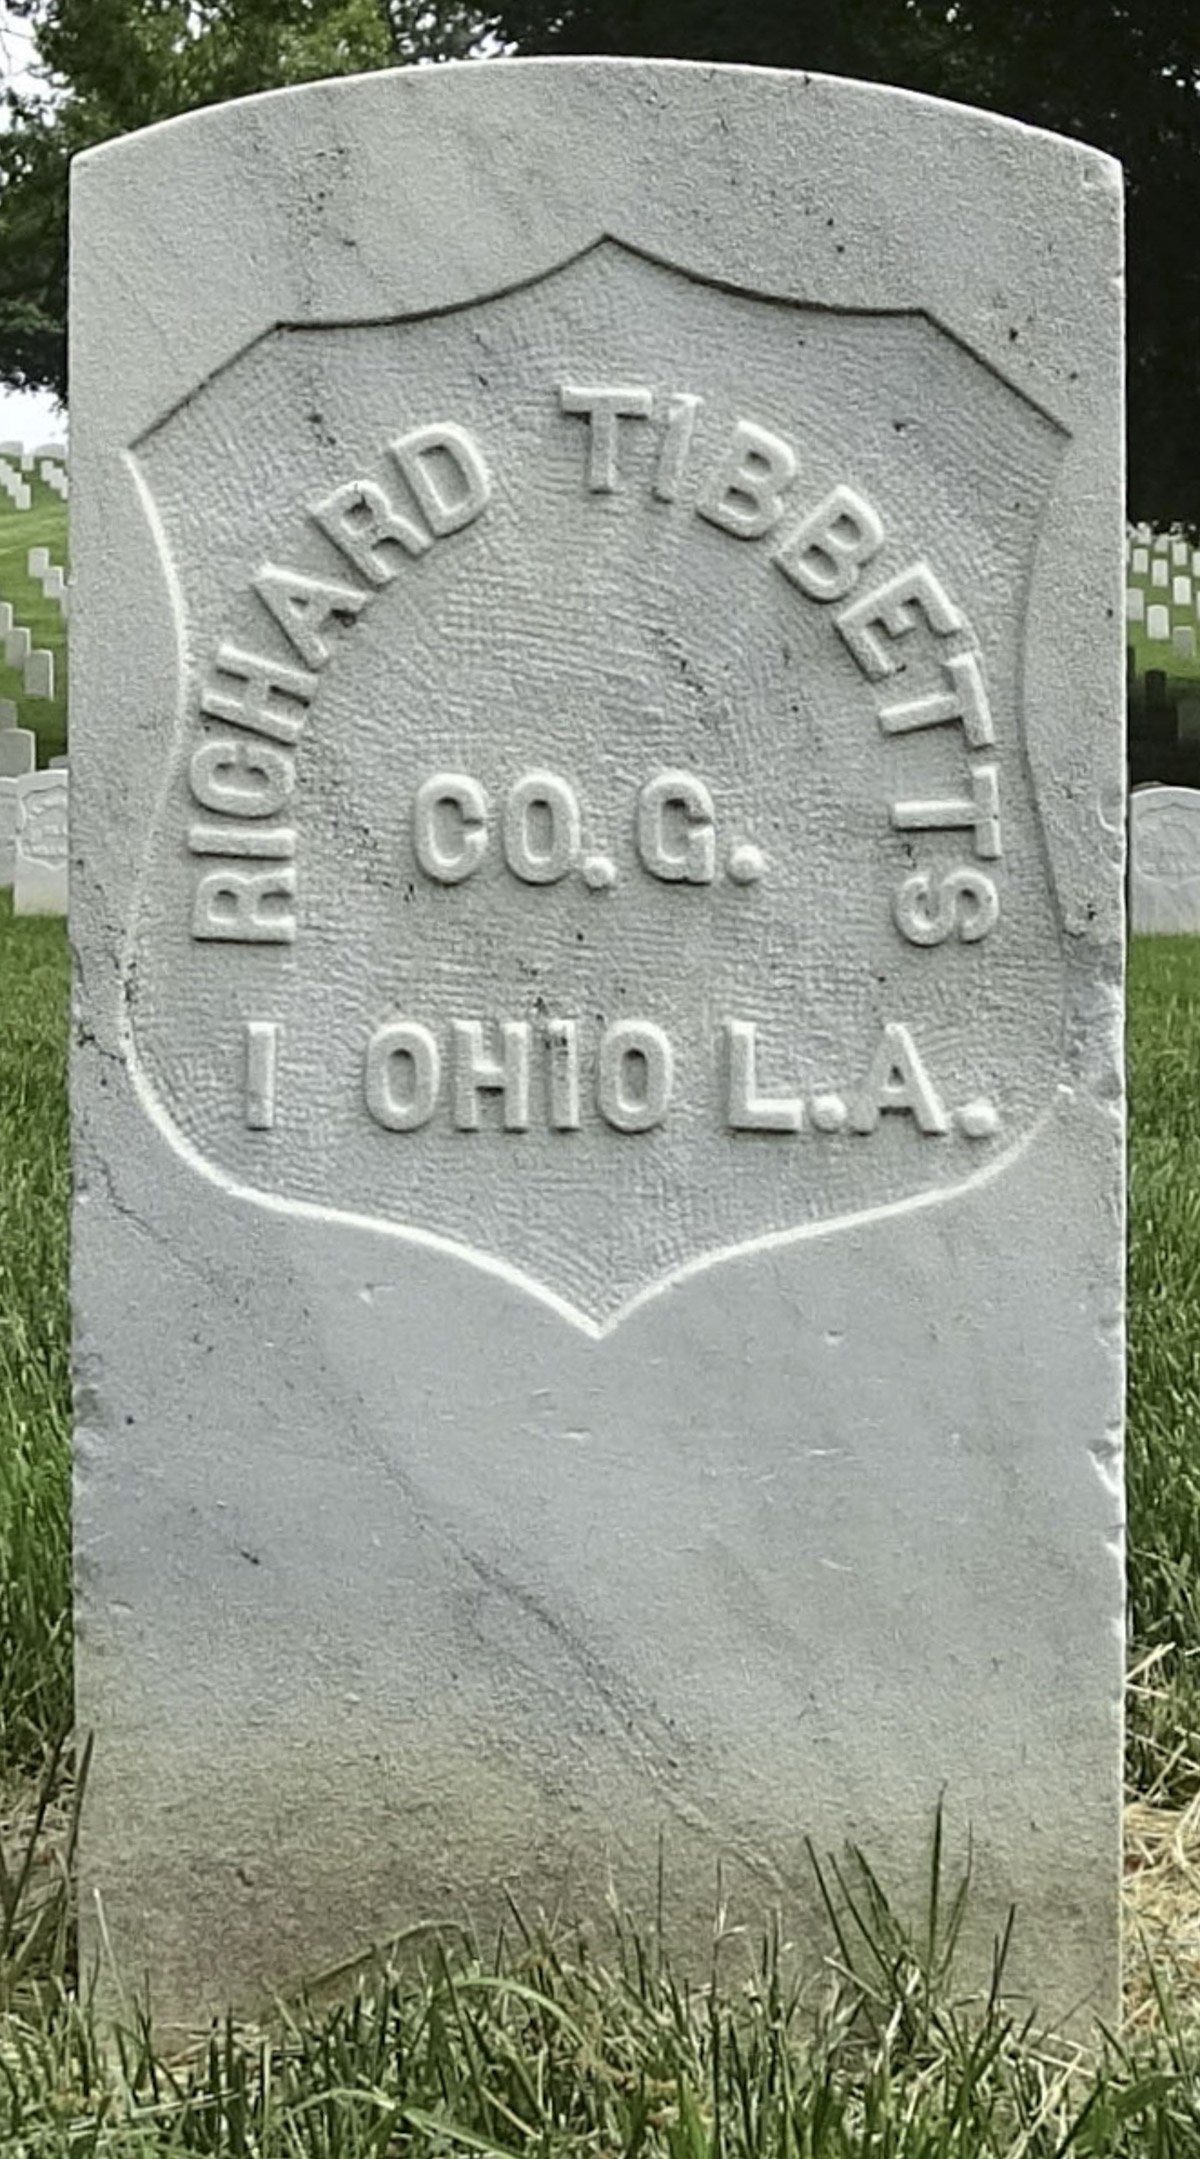 RICHARD TIBBETTS
CO. G.
1 OHIO L.A.